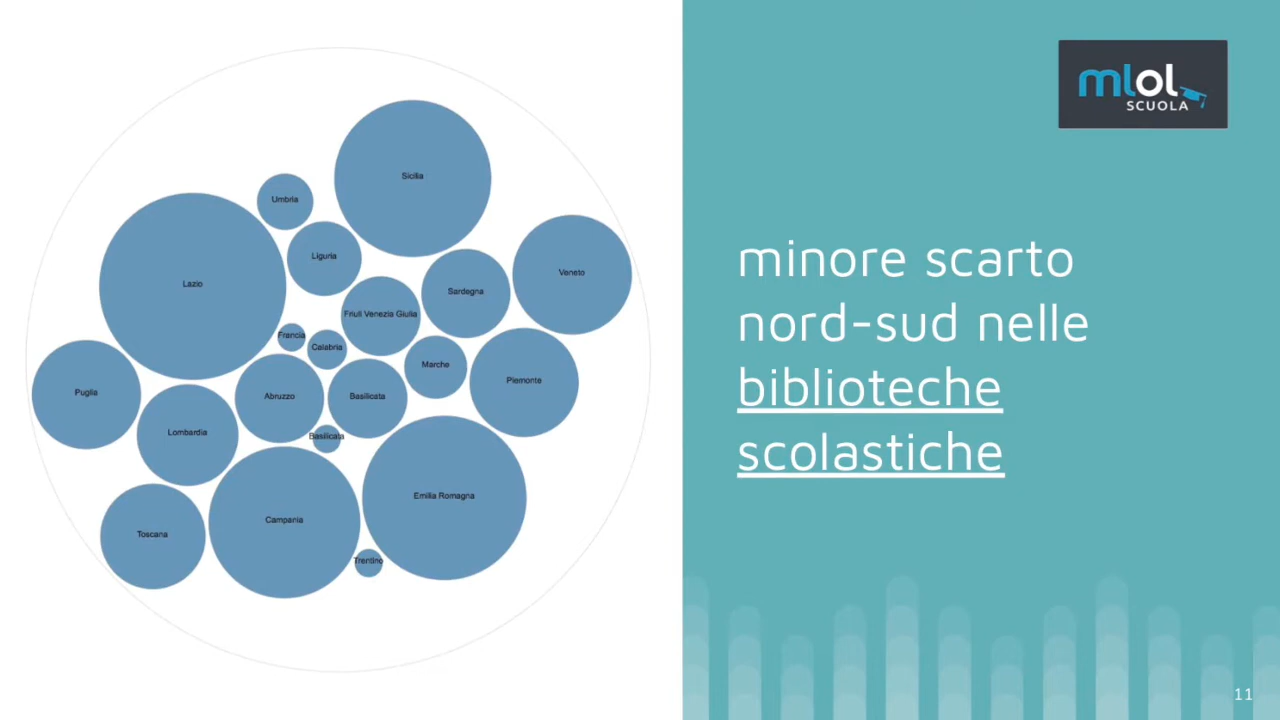 Sicilia
Umbria
Liguria
Veneto
Lazio
Sardegna
Friuli Venezia Giulia
Francia
Calabria
Marche
Piemonte
Puglia
Abruzzo
Basilicata
Lombardia
Basilicata
Emilia Romagna
Campania
Toscana
Trentino
mlol
SCUOLA
minore scarto
nord-sud nelle
biblioteche
scolastiche
11